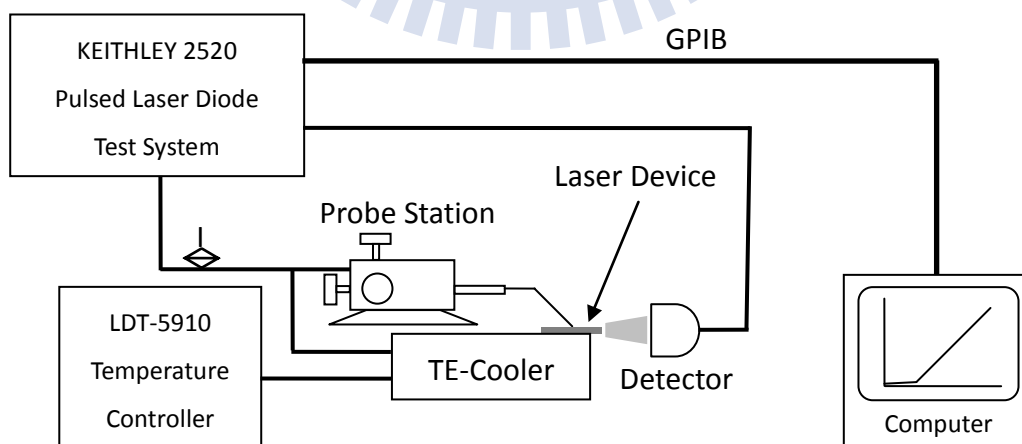 KEITHLEY 2520
Pulsed Laser Diode
Test System
GPIB
Laser Device
Probe Station
LDT-5910
Temperature
Controller
TE-Cooler
Detector
Computer